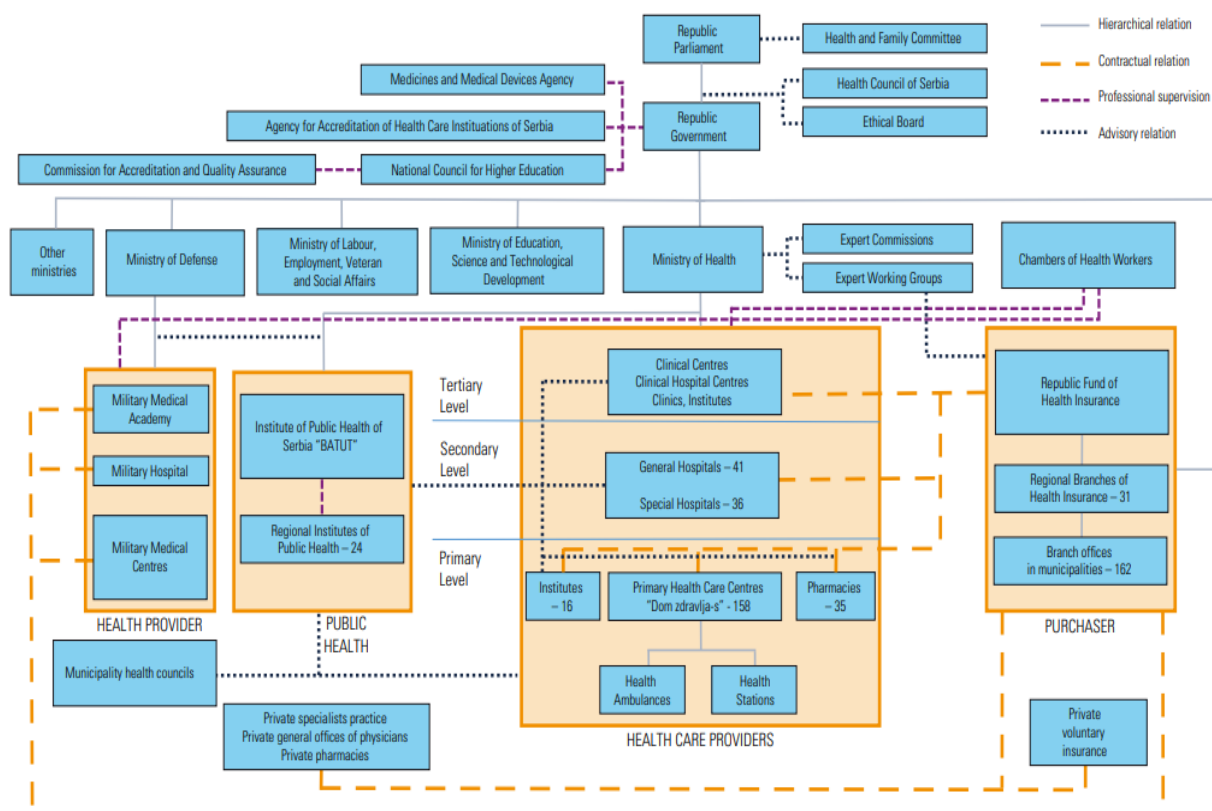 Republic
Parliament
Health and Family Committee
Hierarchical relation
Contractual relation
Professional supervision
Advisory relation
Medicines and Medical Devices Agency
Health Council of Serbia
Agency for Accreditation of Health Care Instituations of Serbia
Republic
Government
Ethical Board
Commission for Accreditation and Quality Assurance
National Council for Higher Education
Other
ministries
Ministry of Defense
Ministry of Labour,
Employment, Veteran
and Social Affairs
Ministry of Education,
Science and Technological
Development
Ministry of Health
Expert Commissions
Expert Working Groups
Chambers of Health Workers
Military Medical
Academy
Military Hospital
Military Medical
Centres
HEALTH PROVIDER
Institute of Public Health of
Serbia "BATUT"
Regional Institutes of
Public Health – 24
PUBLIC
HEALTH
Tertiary
Level
Secondary
Level
Primary
Level
Clinical Centres
Clinical Hospital Centres
Clinics, Institutes
General Hospitals – 41
Special Hospitals – 36
Institutes
– 16
Primary Health Care Centres
"Dom zdravlja-s" - 158
Pharmacies
– 35
Health
Ambulances
Health
Stations
HEALTH CARE PROVIDERS
Republic Fund of
Health Insurance
Regional Branches of
Health Insurance – 31
Branch offices
in municipalities – 162
PURCHASER
Municipality health councils
Private specialists practice
Private general offices of physicians
Private pharmacies
Private
voluntary
insurance